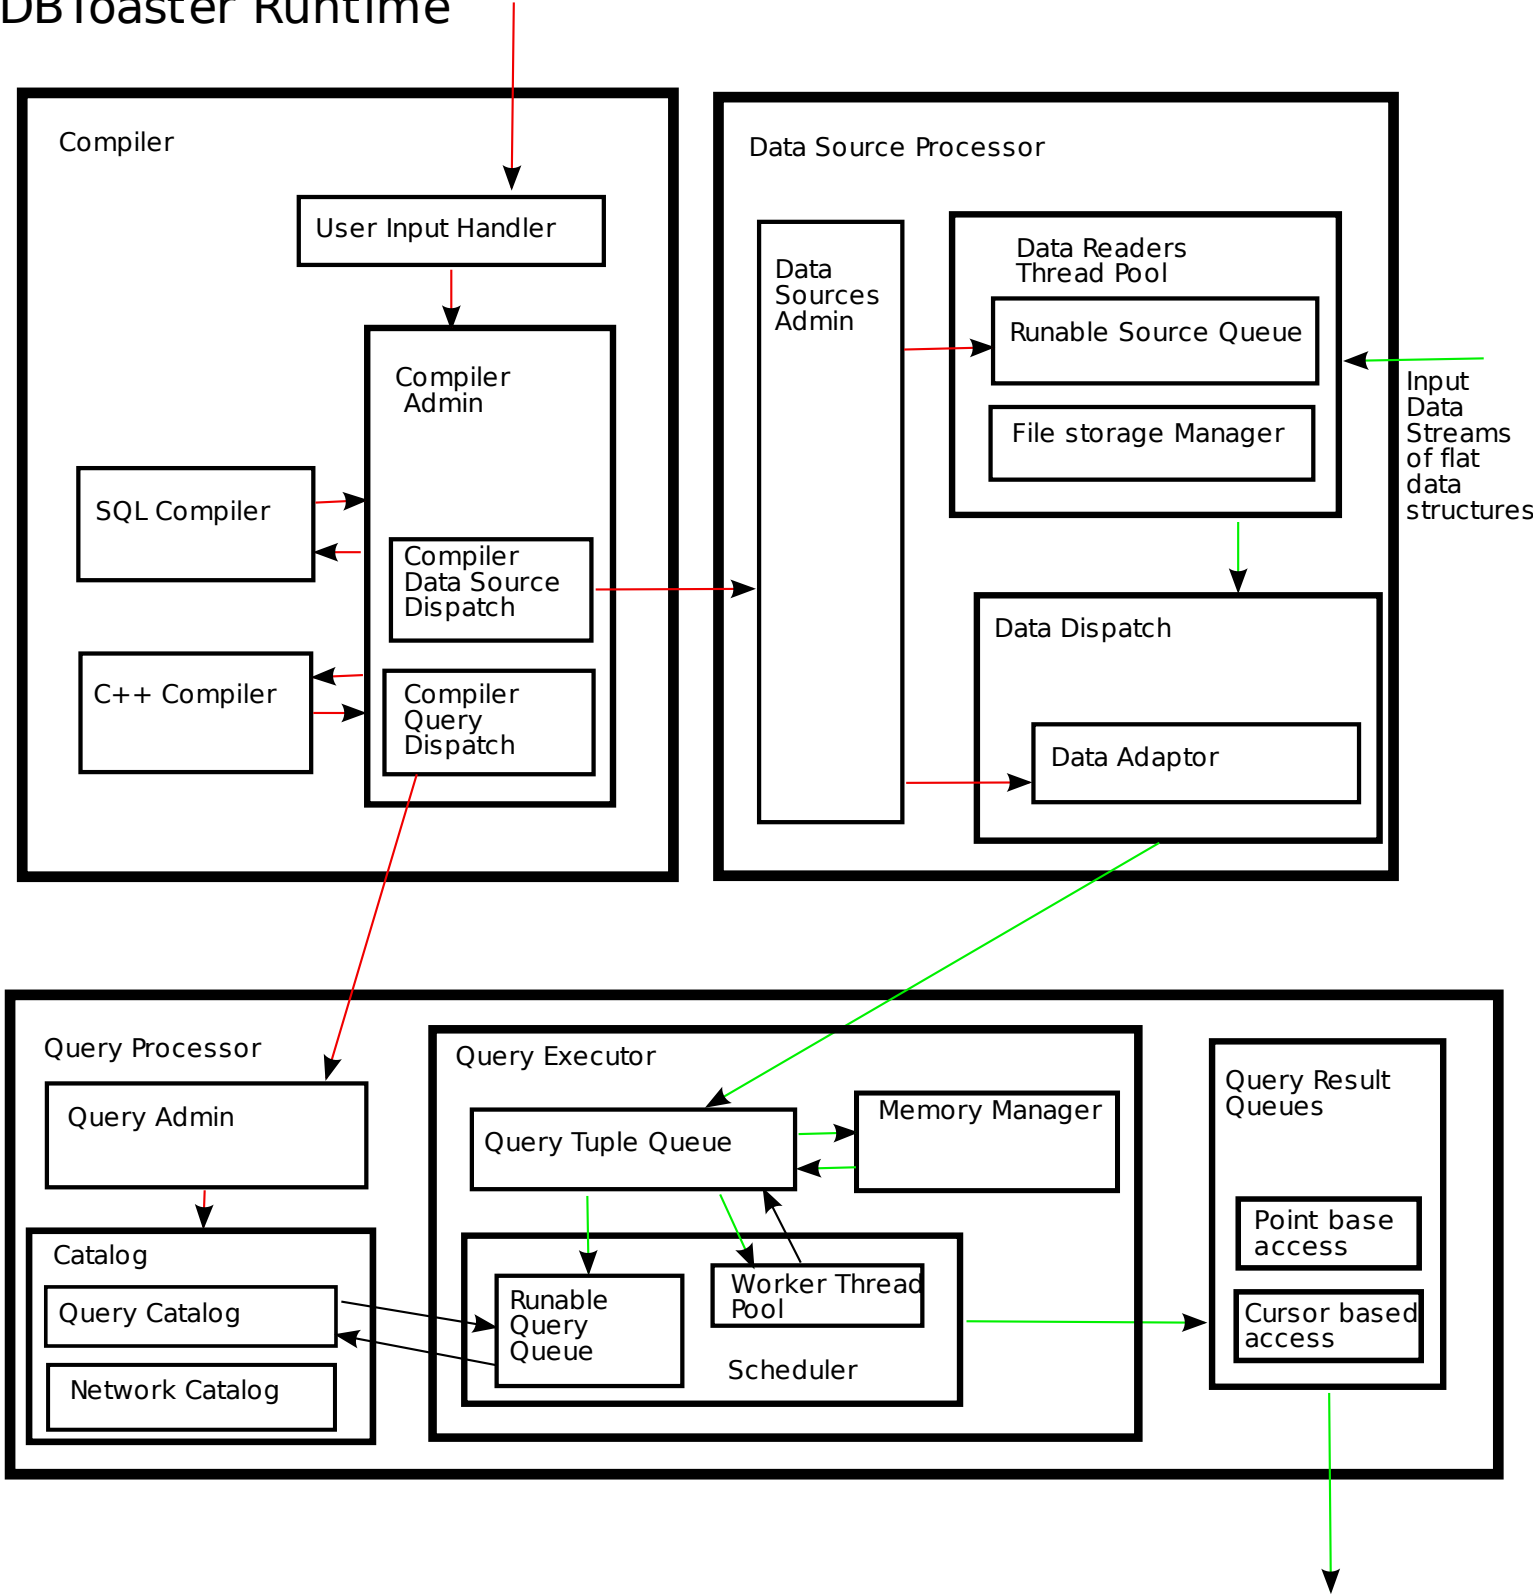 DBToaster Runtime
Compiler
User Input Handler
Compiler
Admin
SQL Compiler
Compiler
Data Source
Dispatch
C++ Compiler
Compiler
Query
Dispatch
Data Source Processor
Data
Sources
Admin
Data Readers
Thread Pool
Runable Source Queue
File storage Manager
Input
Data
Streams
of flat
data
structures
Data Dispatch
Data Adaptor
Query Processor
Query Admin
Catalog
Query Catalog
Network Catalog
Query Executor
Query Tuple Queue
Memory Manager
Runable
Query
Queue
Worker Thread
Pool
Scheduler
Query Result
Queues
Point base
access
Cursor based
access